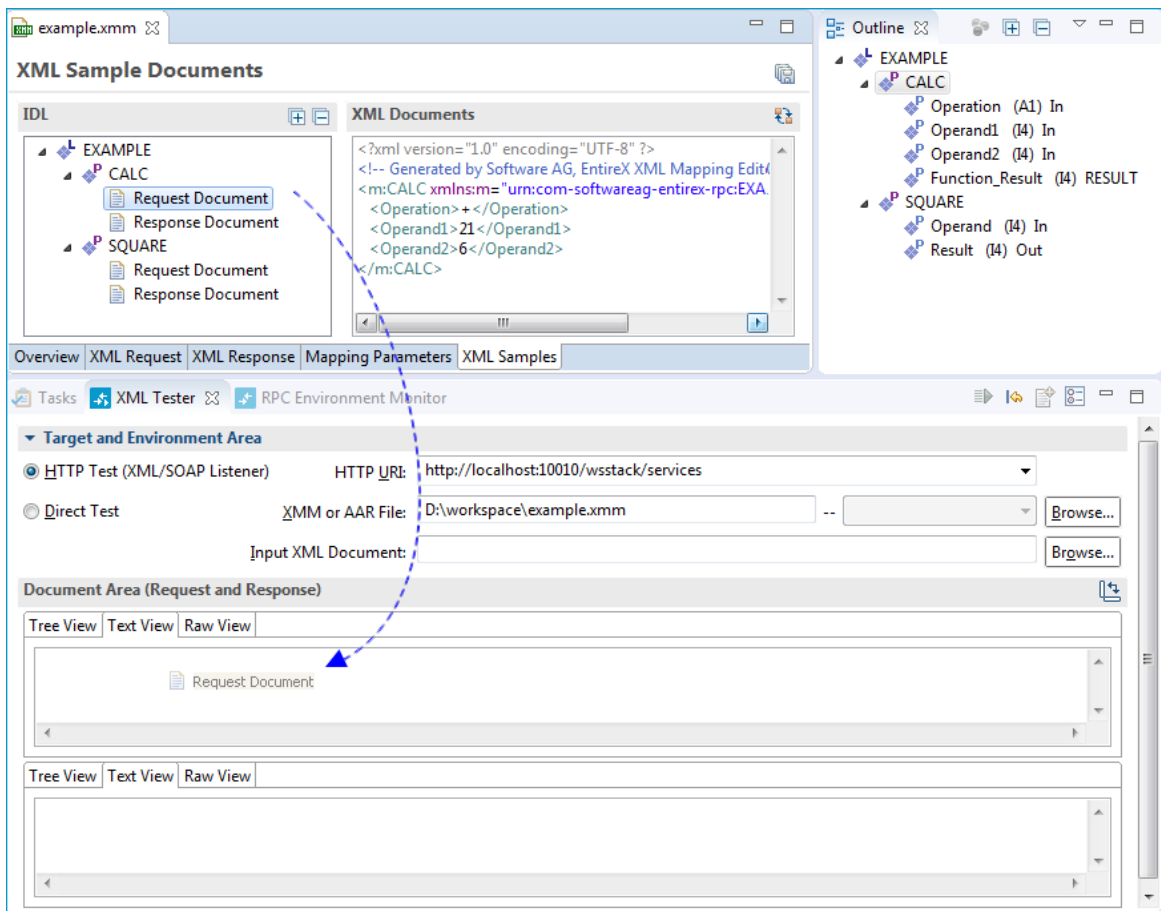 example.xmm
XML Sample Documents
IDL
EXAMPLE
CALC
Request Document
Response Document
SQUARE
Request Document
Response Document
XML Documents
<?xml version="1.0" encoding="UTF-8" ?>
<!-- Generated by Software AG, EntireX XML Mapping Edit
<m:CALC xmlns:m="urn:com-softwareag-entirex-rpc:EXA
<Operation>+</Operation>
<Operand1>21</Operand1>
<Operand2>6</Operand2>
</m:CALC>
Overview XML Request XML Response Mapping Parameters XML Samples
Outline
EXAMPLE
CALC
Operation (A1) In
Operand1 (I4) In
Operand2 (I4) In
Function_Result (I4) RESULT
SQUARE
Operand (I4) In
Result (I4) Out
Tasks XML Tester RPC Environment Monitor
Target and Environment Area
HTTP Test (XML/SOAP Listener) HTTP URI: http://localhost:10010/wsstack/services
Direct Test XMM or AAR File: D:\workspace\example.xmm -- Browse...
Input XML Document: Browse...
Document Area (Request and Response)
Tree View Text View Raw View
Request Document
Tree View Text View Raw View